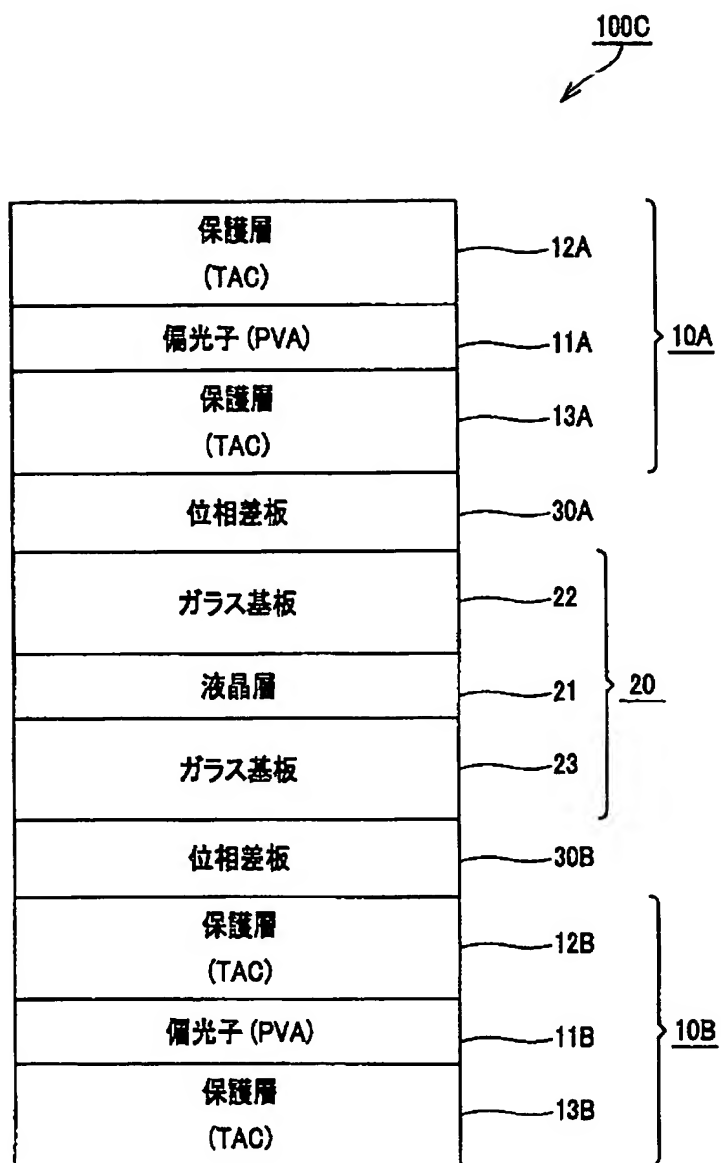 100C
保護層
(TAC)
12A
偏光子(PVA)
11A
10A
保護層
(TAC)
13A
位相差板
30A
ガラス基板
22
液晶層
21
20
ガラス基板
23
位相差板
30B
保護層
(TAC)
12B
偏光子(PVA)
11B
10B
保護層
(TAC)
13B